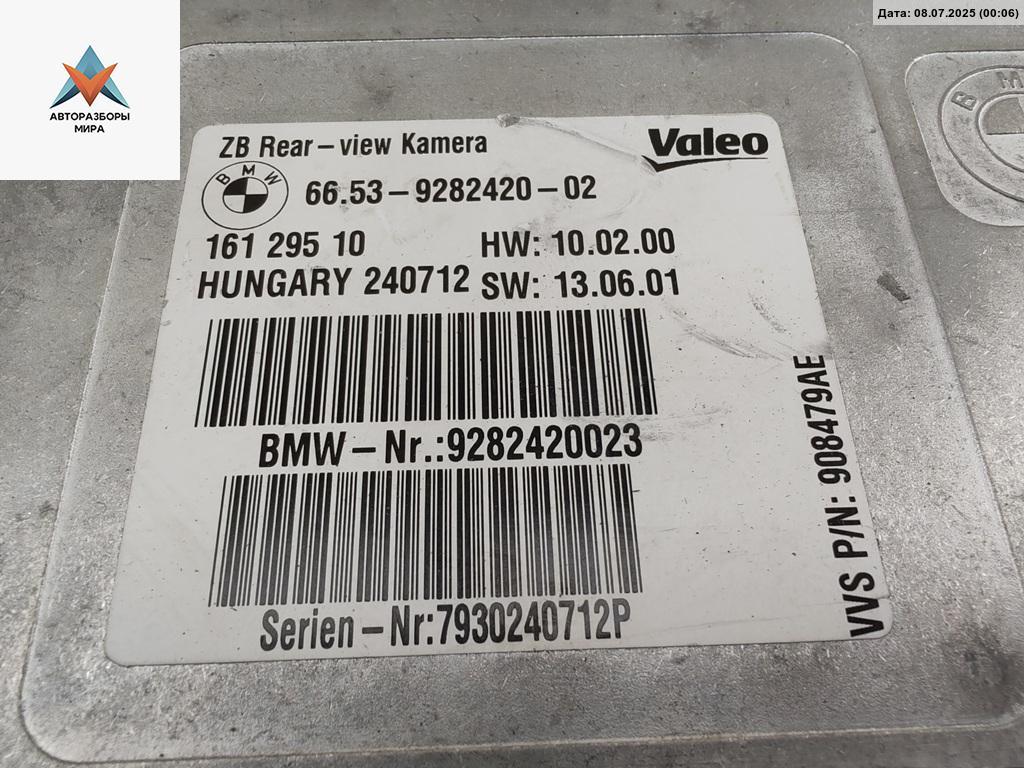 Дата: 08.07.2025 (00:06)
АВТОРАЗБОРЫ
МИРА
ZB Rear-view Kamera
Valeo
BMW
66.53-9282420-02
161 295 10
HW: 10.02.00
HUNGARY 240712
SW: 13.06.01
BMW-Nr.:9282420023
Serien-Nr:7930240712P
VVS P/N: 908479AE
B M